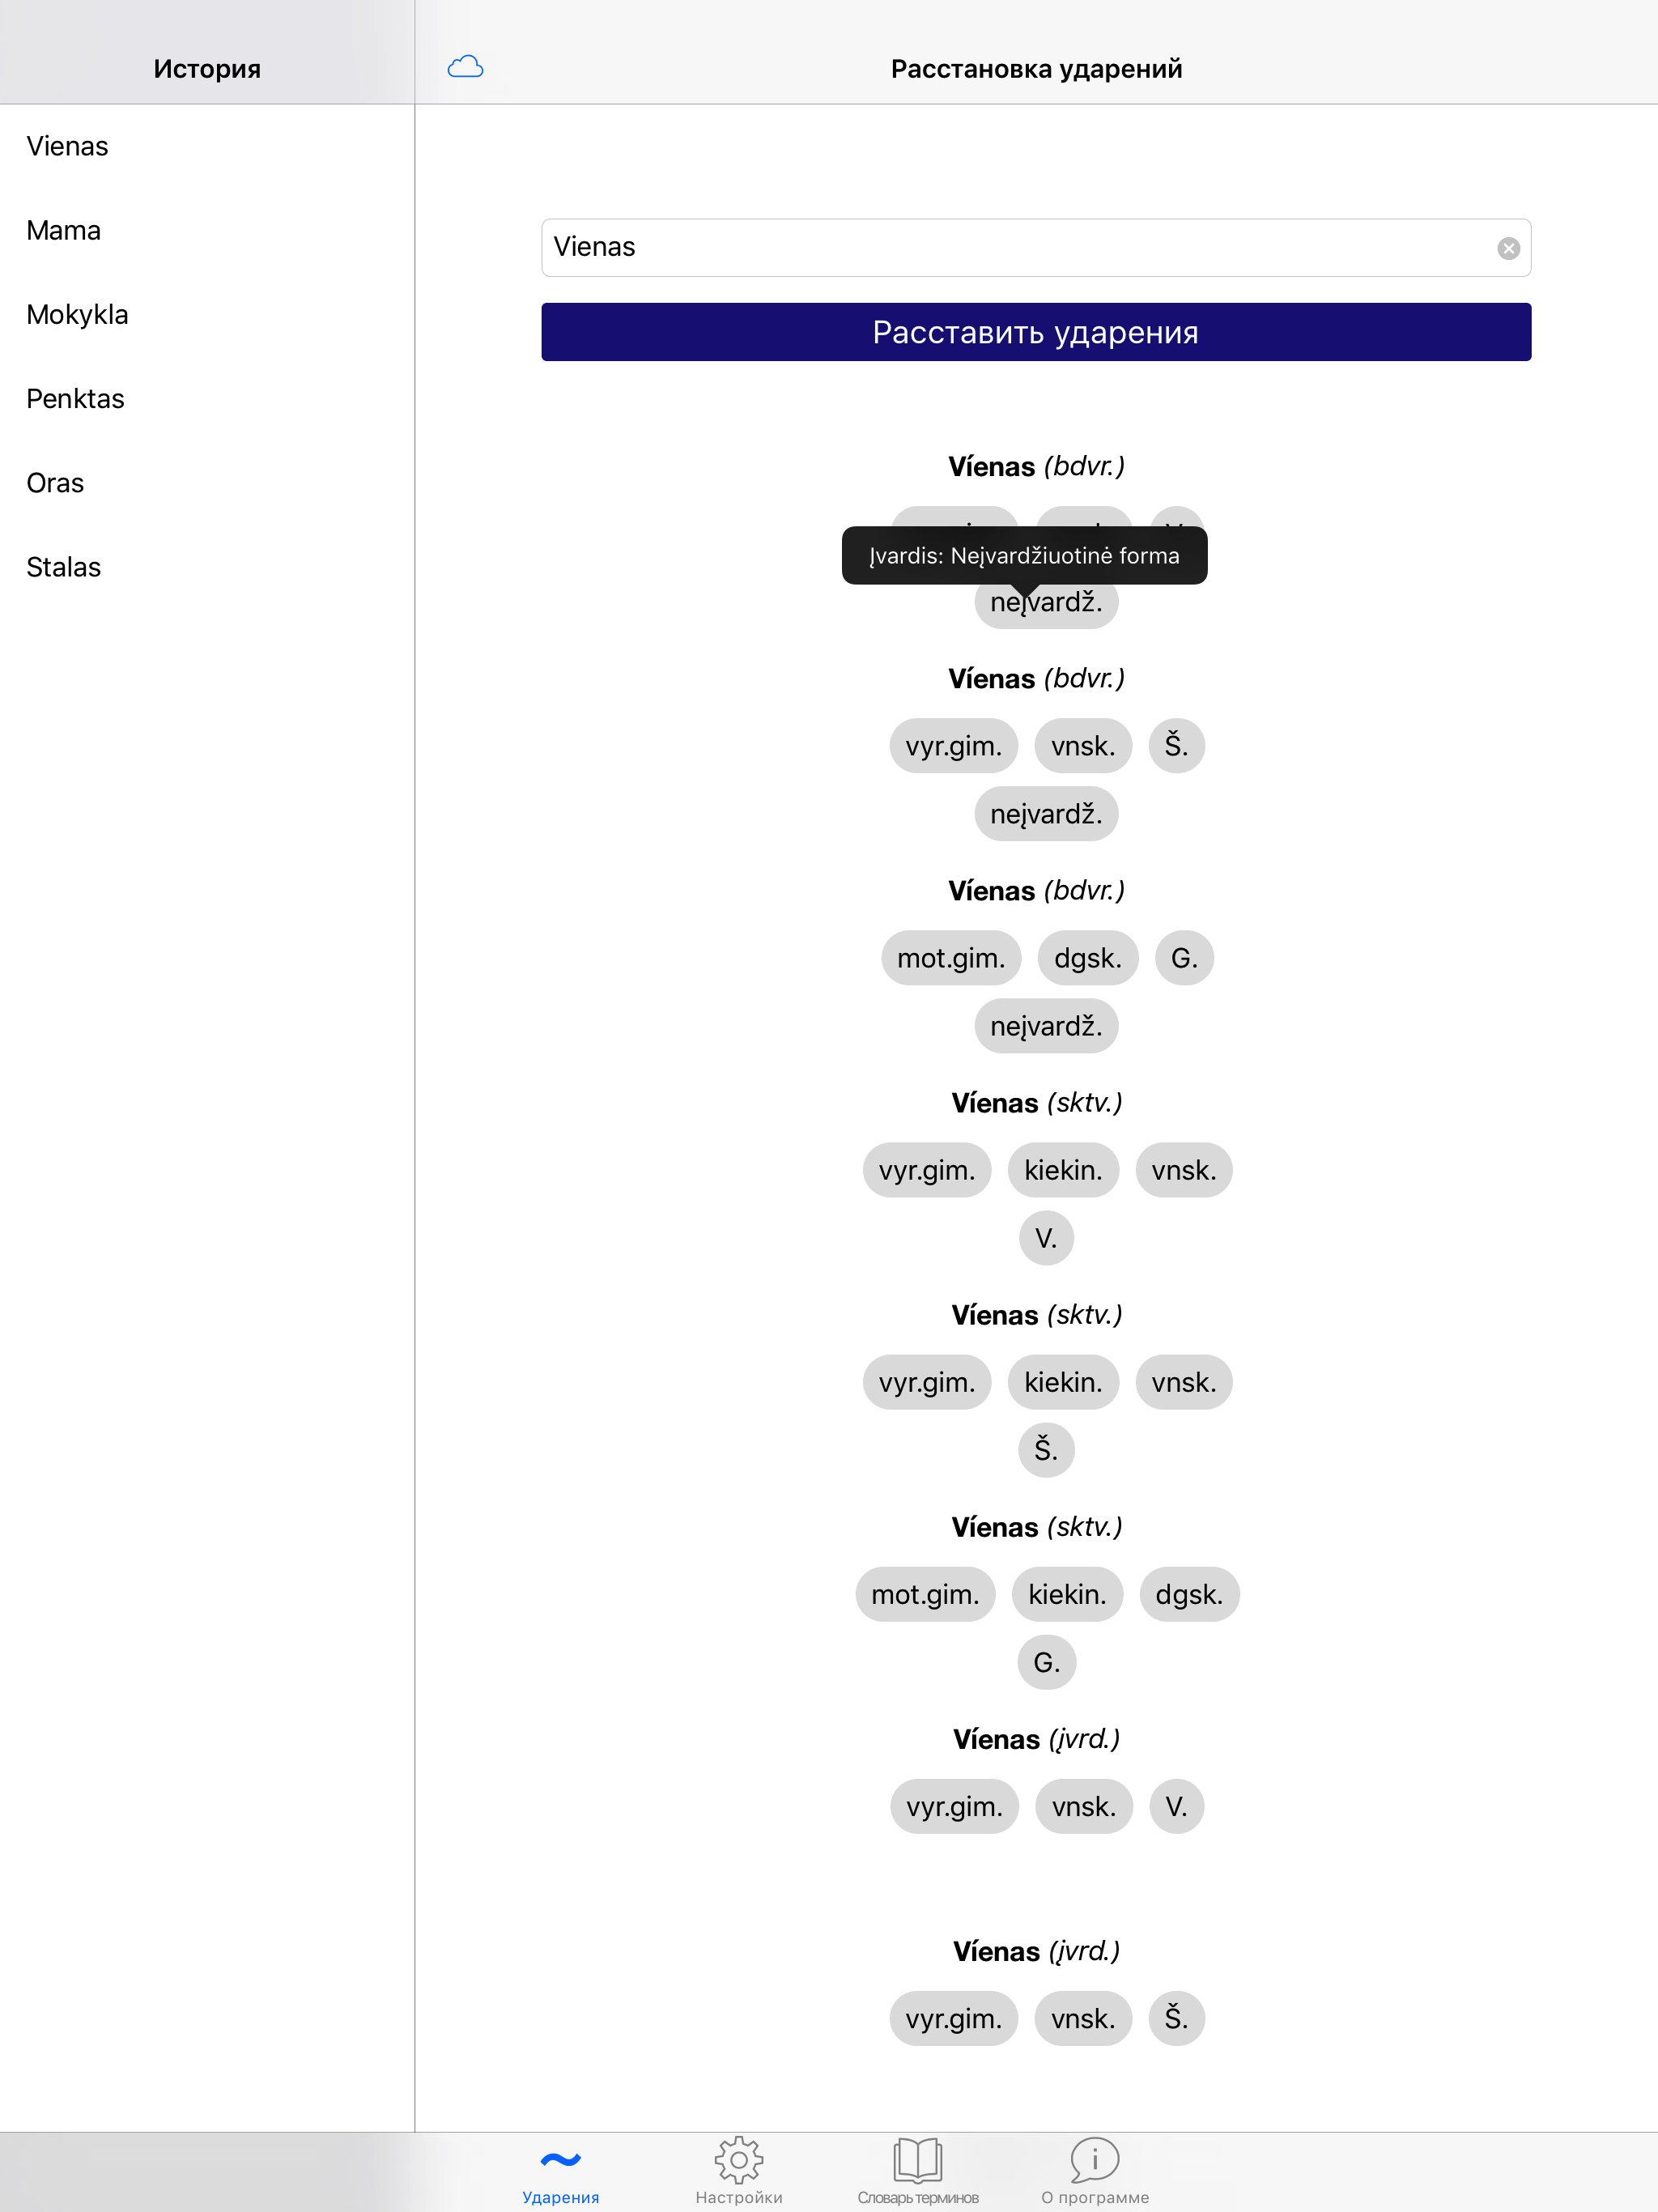 История
Расстановка ударений
Vienas
Mama
Mokykla
Penktas
Oras
Stalas
Vienas
Расставить ударения
Víenas (bdvr.)
Įvardis: Neįvardžiuotinė forma
neįvardž.
Víenas (bdvr.)
vyr.gim. vnsk. Š.
neįvardž.
Víenas (bdvr.)
mot.gim. dgsk. G.
neįvardž.
Víenas (sktv.)
vyr.gim. kiekin. vnsk.
V.
Víenas (sktv.)
vyr.gim. kiekin. vnsk.
Š.
Víenas (sktv.)
mot.gim. kiekin. dgsk.
G.
Víenas (įvrd.)
vyr.gim. vnsk. V.
Víenas (įvrd.)
vyr.gim. vnsk. Š.
Ударения Настройки Словарь терминов О программе